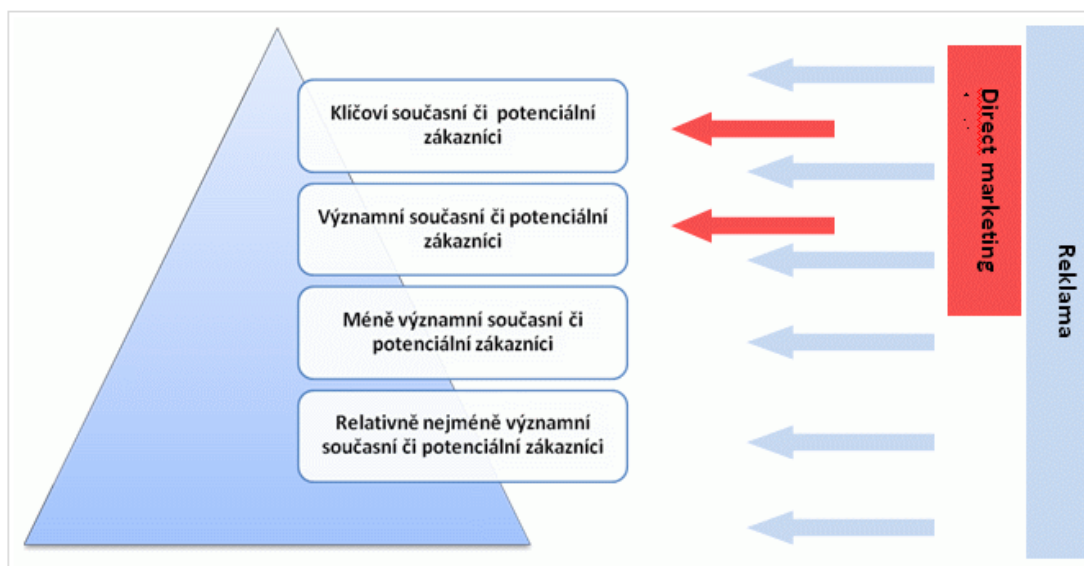 Klíčoví současní či potenciální
zákazníci
Významní současní či potenciální
zákazníci
Méně významní současní či
potenciální zákazníci
Relativně nejméně významní
současní či potenciální zákazníci
Direct marketing
Reklama